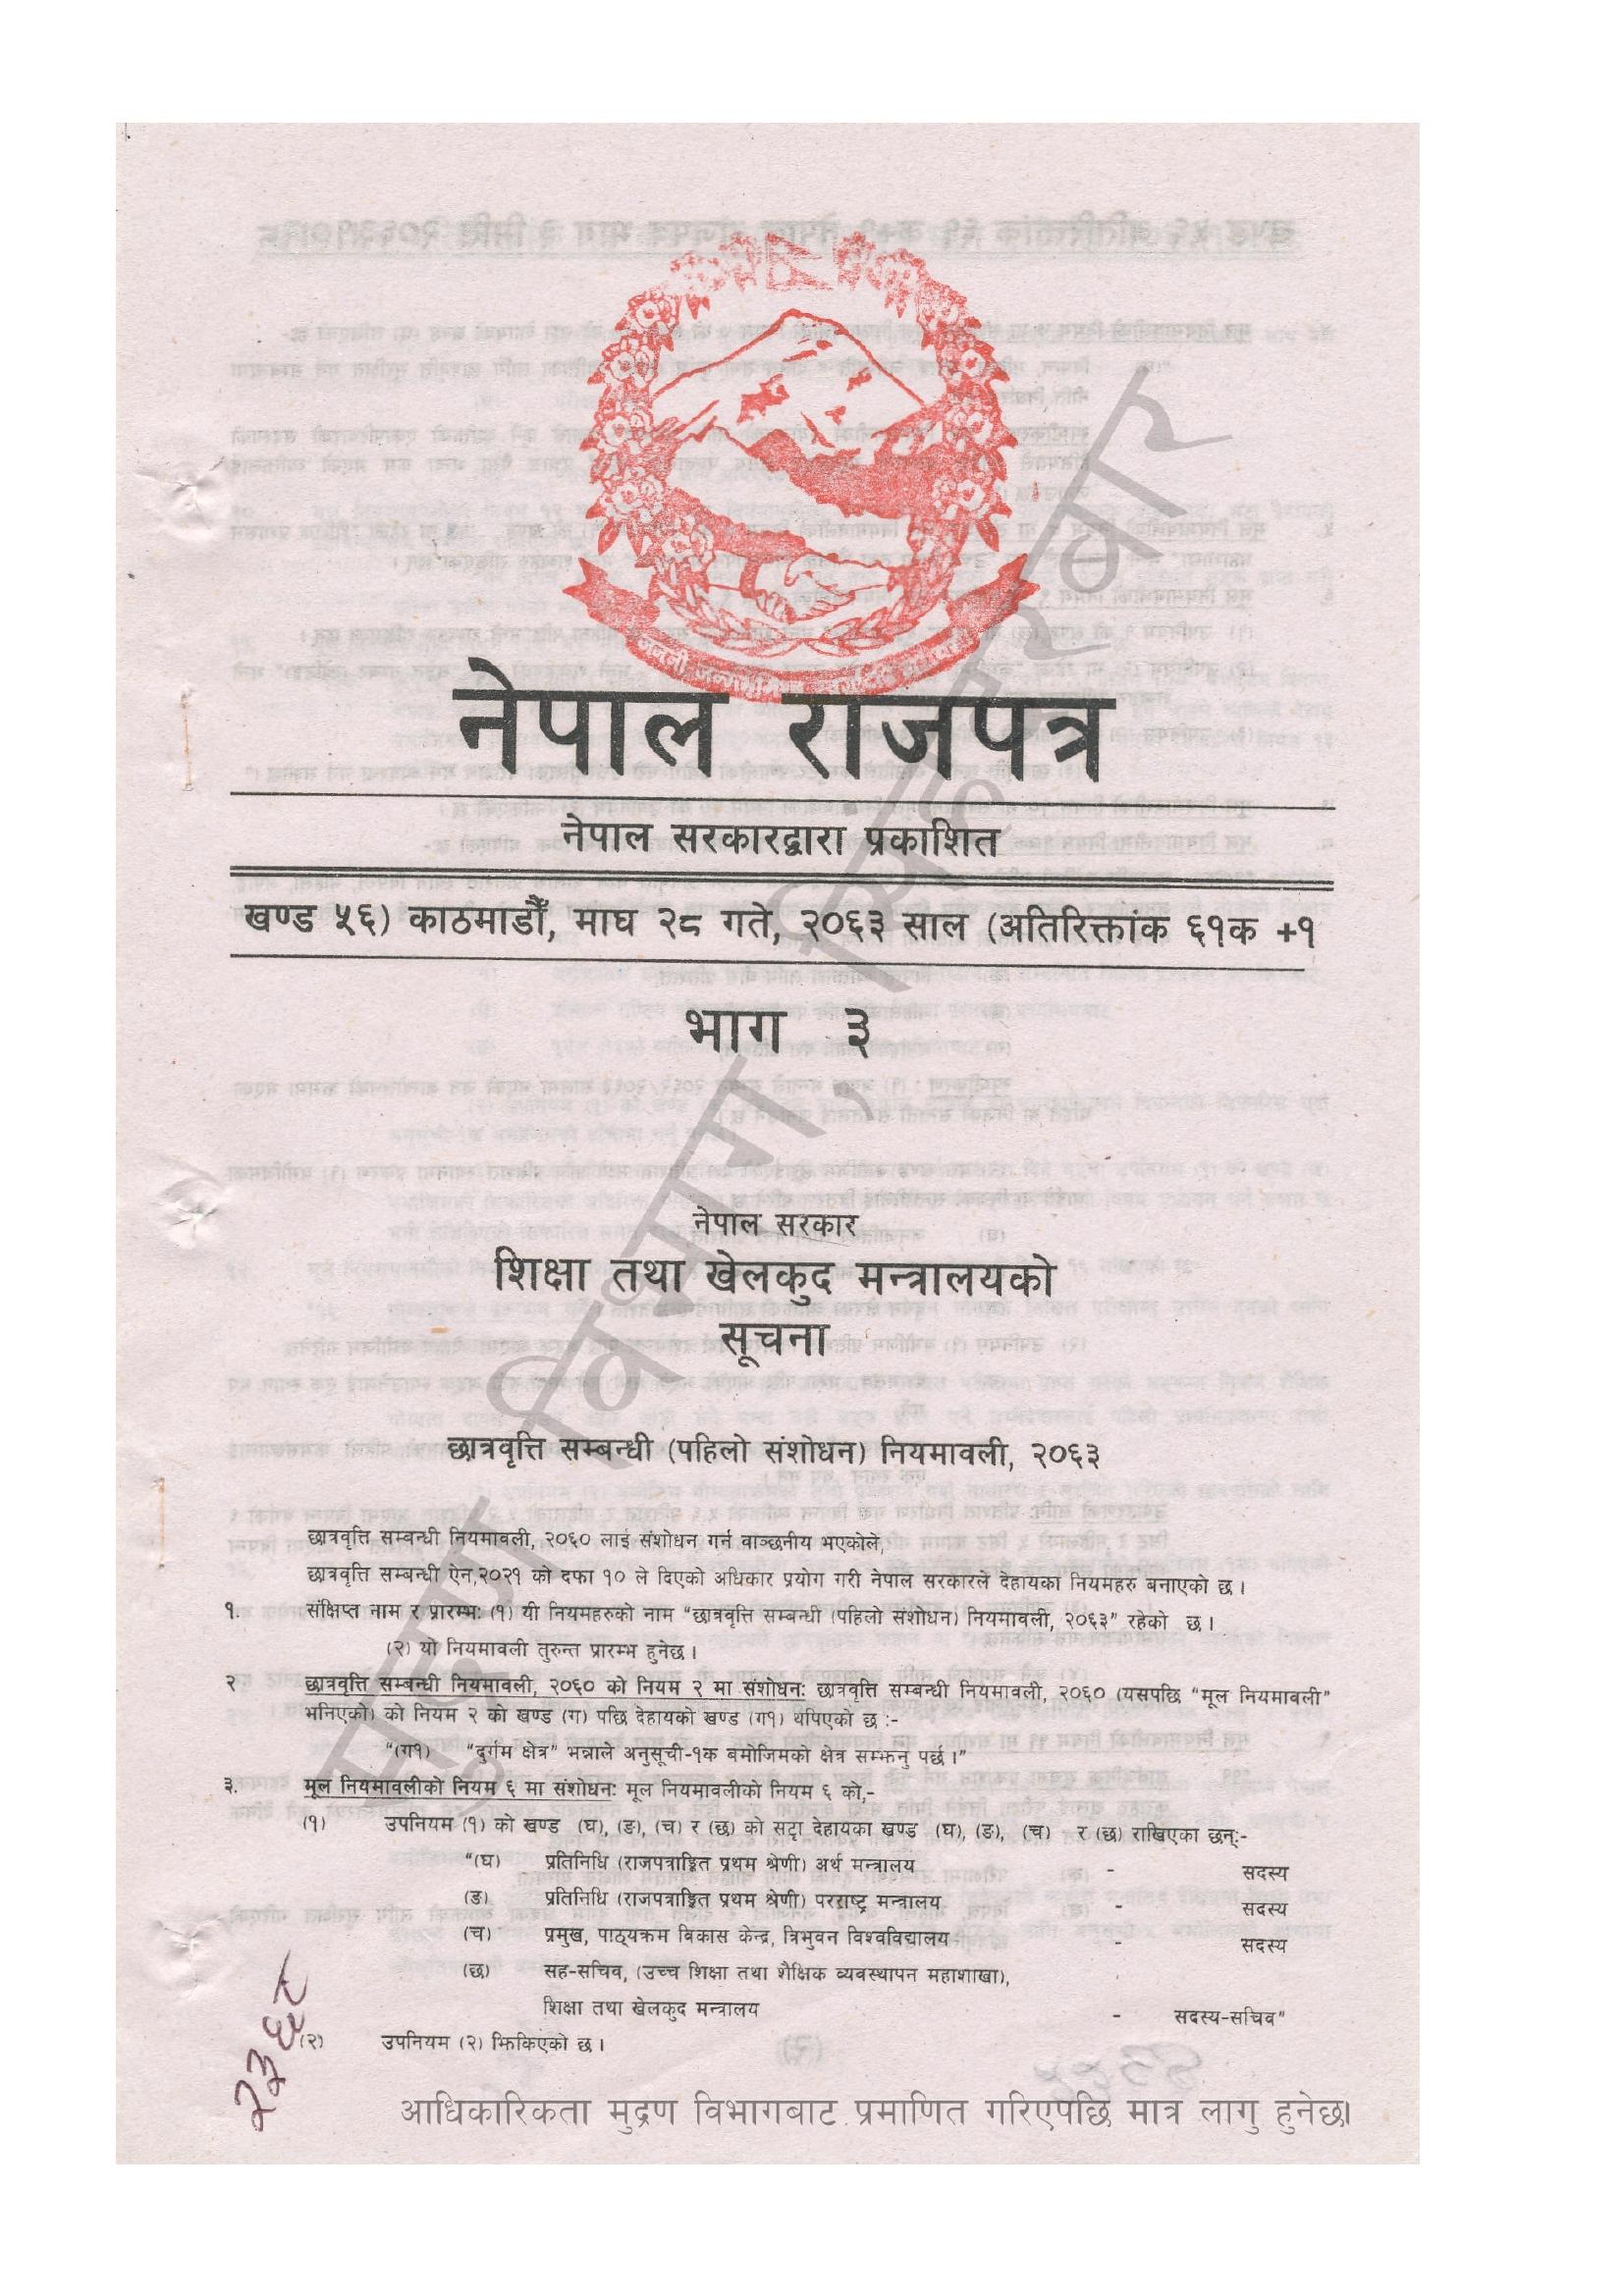 नेपाल राजपत्र
नेपाल सरकारद्वारा प्रकाशित
खण्ड ५६) काठमाडौँ, माघ २८ गते, २०६३ साल (अतिरिक्तांक ६१क +१
भाग ३
नेपाल सरकार
शिक्षा तथा खेलकुद मन्त्रालयको
सूचना
छात्रवृत्ति सम्बन्धी (पहिलो संशोधन) नियमावली, २०६३
छात्रवृत्ति सम्बन्धी नियमावली, २०६० लाई संशोधन गर्न वाञ्छनीय भएकोले,
छात्रवृत्ति सम्बन्धी ऐन,२०२१ को दफा १० ले दिएको अधिकार प्रयोग गरी नेपाल सरकारले देहायका नियमहरु बनाएको छ ।
१. संक्षिप्त नाम र प्रारम्भः (१) यी नियमहरुको नाम "छात्रवृत्ति सम्बन्धी (पहिलो संशोधन) नियमावली, २०६३" रहेको छ ।
(२) यो नियमावली तुरुन्त प्रारम्भ हुनेछ ।
२ छात्रवृत्ति सम्बन्धी नियमावली, २०६० को नियम २ मा संशोधनः छात्रवृत्ति सम्बन्धी नियमावली, २०६० (यसपछि "मूल नियमावली"
भनिएको) को नियम २ को खण्ड (ग) पछि देहायको खण्ड (ग१) थपिएको छ :-
"(ग१) "दुर्गम क्षेत्र" भन्नाले अनुसूची-१क बमोजिमको क्षेत्र सम्झनु पर्छ ।"
३. मूल नियमावलीको नियम ६ मा संशोधनः मूल नियमावलीको नियम ६ को,-
(१) उपनियम (१) को खण्ड (घ), (ङ), (च) र (छ) को सट्टा देहायका खण्ड (घ), (ङ), (च) र (छ) राखिएका छन्:-
"(घ) प्रतिनिधि (राजपत्राङ्कित प्रथम श्रेणी) अर्थ मन्त्रालय - सदस्य
(ङ) प्रतिनिधि (राजपत्राङ्कित प्रथम श्रेणी) परराष्ट्र मन्त्रालय - सदस्य
(च) प्रमुख, पाठ्यक्रम विकास केन्द्र, त्रिभुवन विश्वविद्यालय - सदस्य
(छ) सह-सचिव, (उच्च शिक्षा तथा शैक्षिक व्यवस्थापन महाशाखा),
शिक्षा तथा खेलकुद मन्त्रालय - सदस्य-सचिव"
(२) उपनियम (२) झिकिएको छ ।
आधिकारिकता मुद्रण विभागबाट प्रमाणित गरिएपछि मात्र लागु हुनेछ।